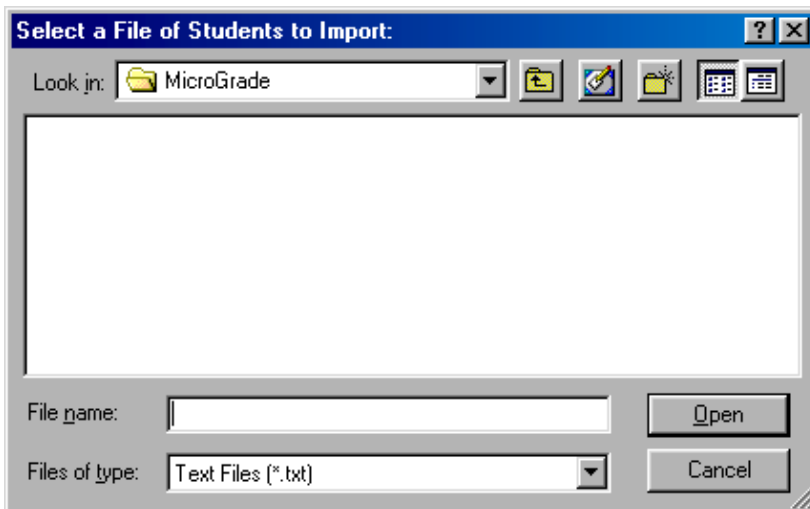 Select a File of Students to Import:
Look in: MicroGrade
File name: Open
Files of type: Text Files (*.txt) Cancel